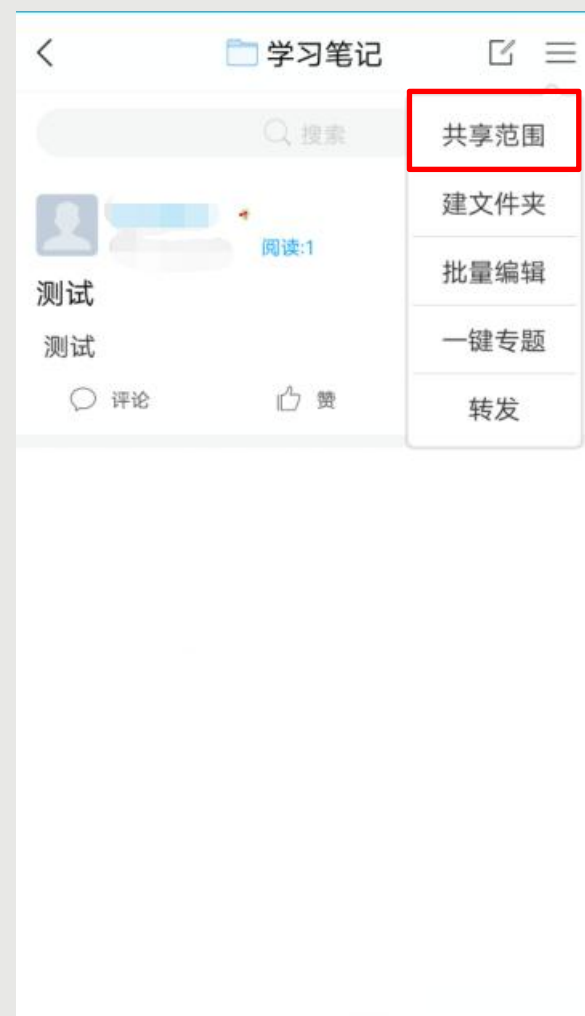 学习笔记
搜索
共享范围
建文件夹
批量编辑
一键专题
转发
阅读:1
测试
测试
评论
赞